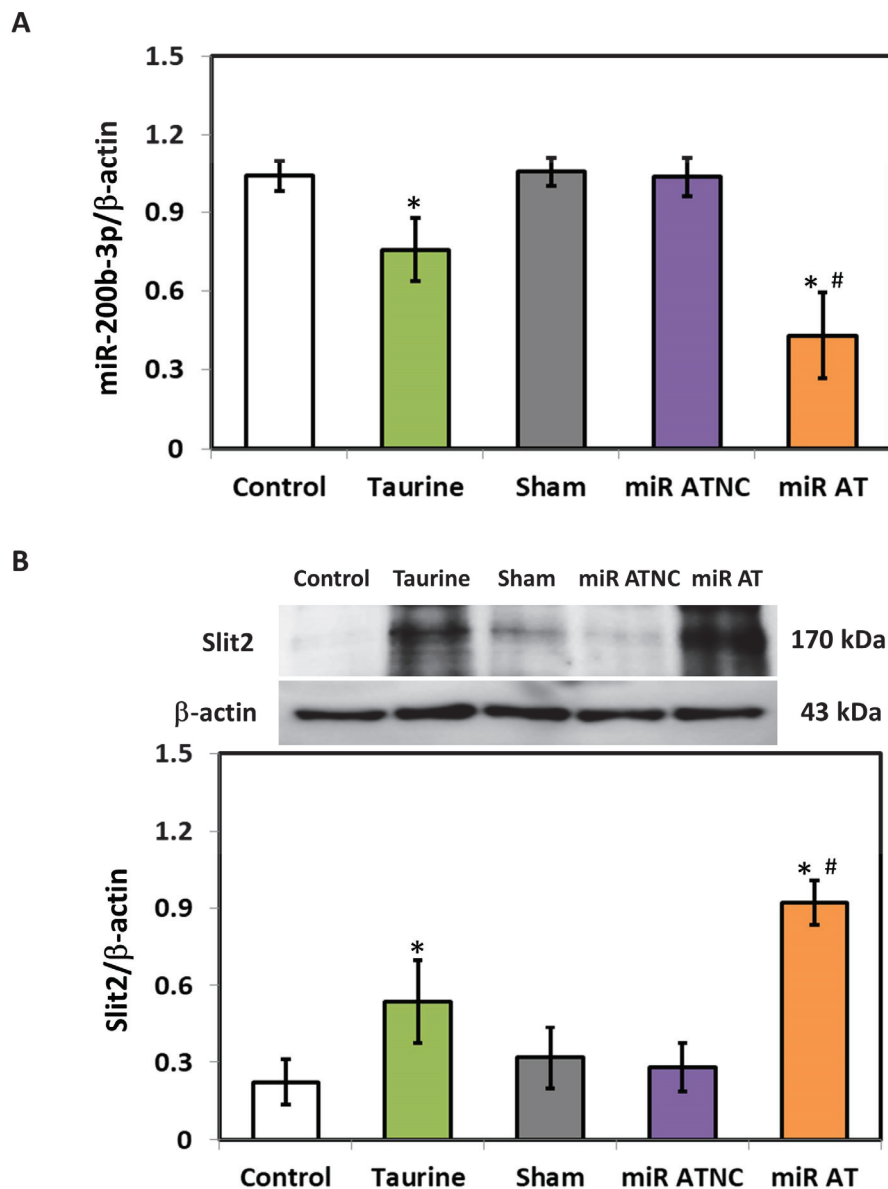 A
miR-200b-3p/β-actin
1.5
1.2
0.9
0.6
0.3
0
*
* #
Control Taurine Sham miR ATNC miR AT
B
Control Taurine Sham miR ATNC miR AT
Slit2 170 kDa
β-actin 43 kDa
Slit2/β-actin
1.5
1.2
0.9
0.6
0.3
0
*
* #
Control Taurine Sham miR ATNC miR AT